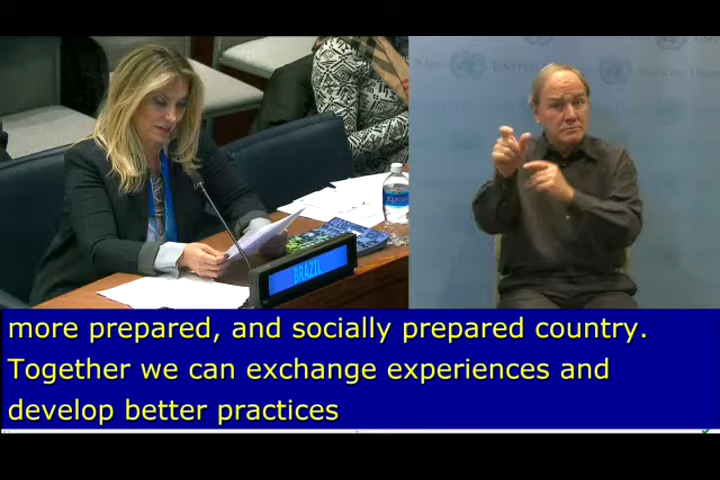 BRAZIL
more prepared, and socially prepared country.
Together we can exchange experiences and
develop better practices